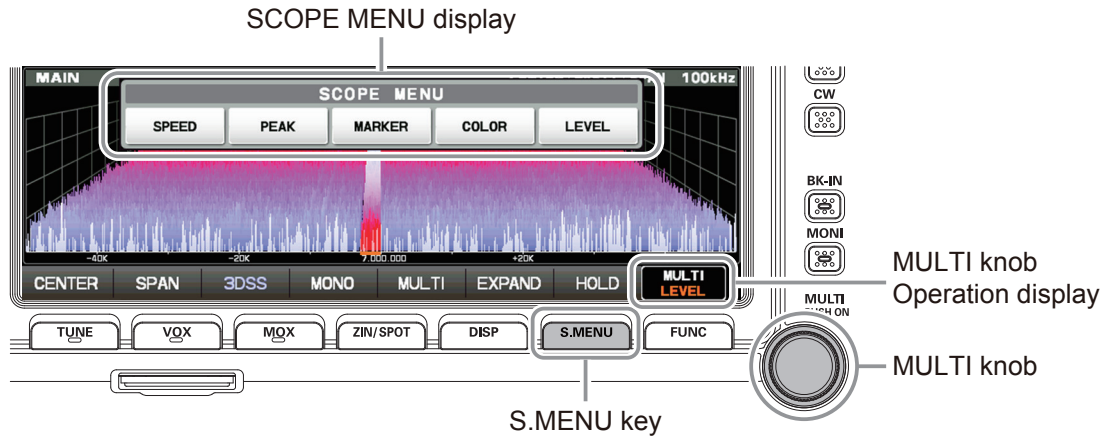 SCOPE MENU display
MAIN
100kHz
SCOPE MENU
SPEED PEAK MARKER COLOR LEVEL
CW
BK-IN
MONI
-40K -20K 7.000.000 +20K
CENTER SPAN 3DSS MONO MULTI EXPAND HOLD MULTI
LEVEL
MULTI knob
Operation display
MULTI
TUNE VOX MOX ZIN/SPOT DISP S.MENU FUNC
MULTI knob
S.MENU key